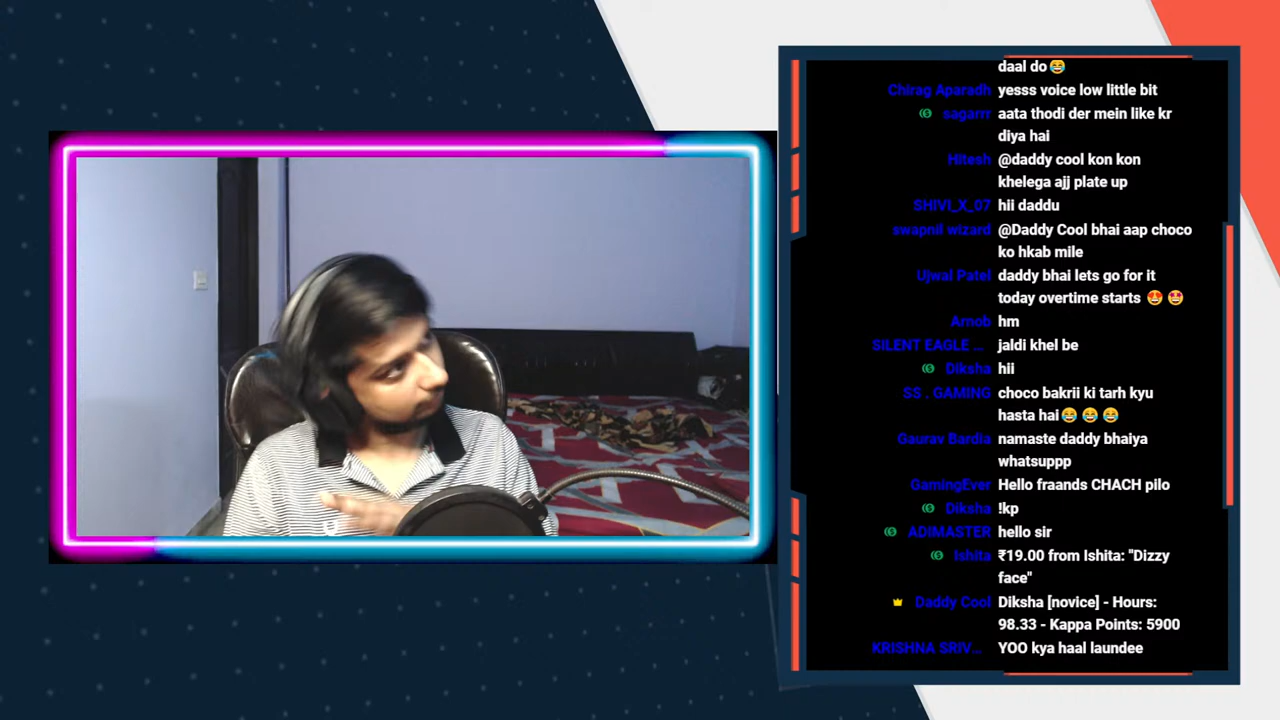 daal do😂
Chirag Aparadh yesss voice low little bit
sagarrr aata thodi der mein like kr
diya hai
Hitesh @daddy cool kon kon
khelega ajj plate up
SHIVI_X_07 hii daddu
swapnil wizard @Daddy Cool bhai aap choco
ko hkab mile
Ujwal Patel daddy bhai lets go for it
today overtime starts 😍 🤩
Arnob hm
SILENT EAGLE ... jaldi khel be
Diksha hii
SS . GAMING choco bakrii ki tarh kyu
hasta hai😂 😂 😂
Gaurav Bardia namaste daddy bhaiya
whatsuppp
GamingEver Hello fraands CHACH pilo
Diksha !kp
ADIMASTER hello sir
Ishita ₹19.00 from Ishita: "Dizzy
face"
Daddy Cool Diksha [novice] - Hours:
98.33 - Kappa Points: 5900
KRISHNA SRIV... YOO kya haal laundee